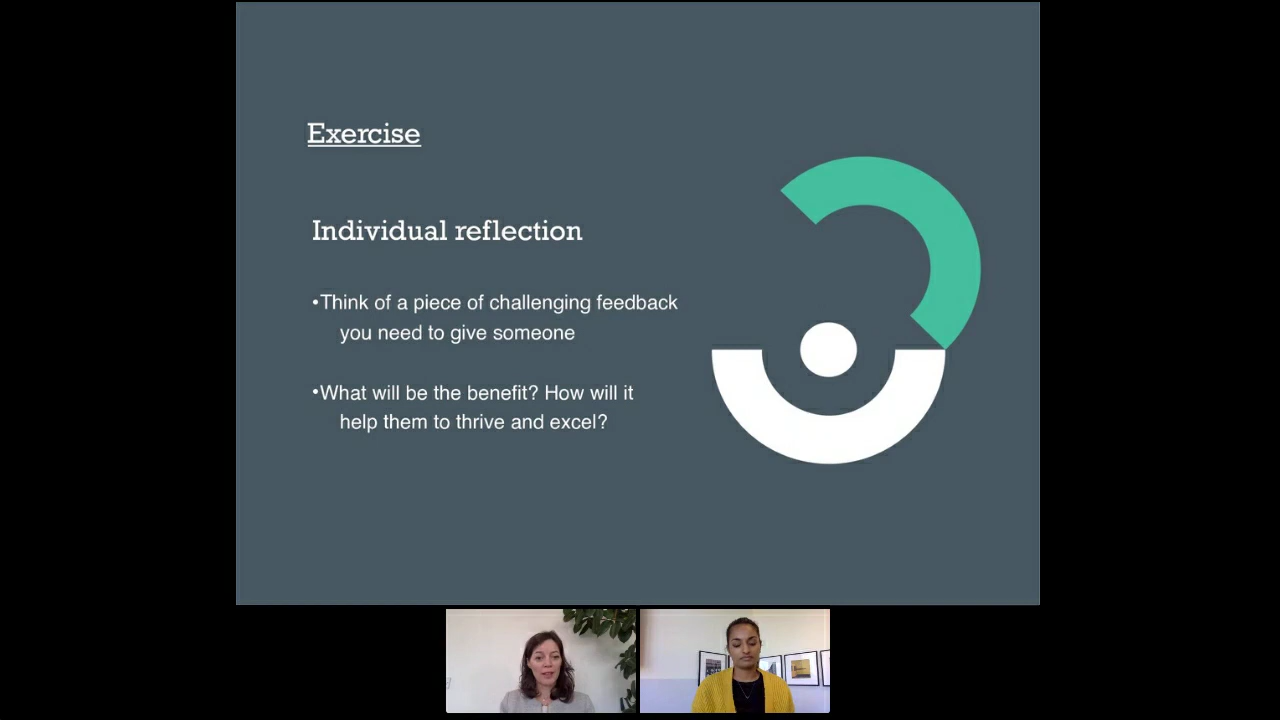 Exercise
Individual reflection
•Think of a piece of challenging feedback
you need to give someone
•What will be the benefit? How will it
help them to thrive and excel?